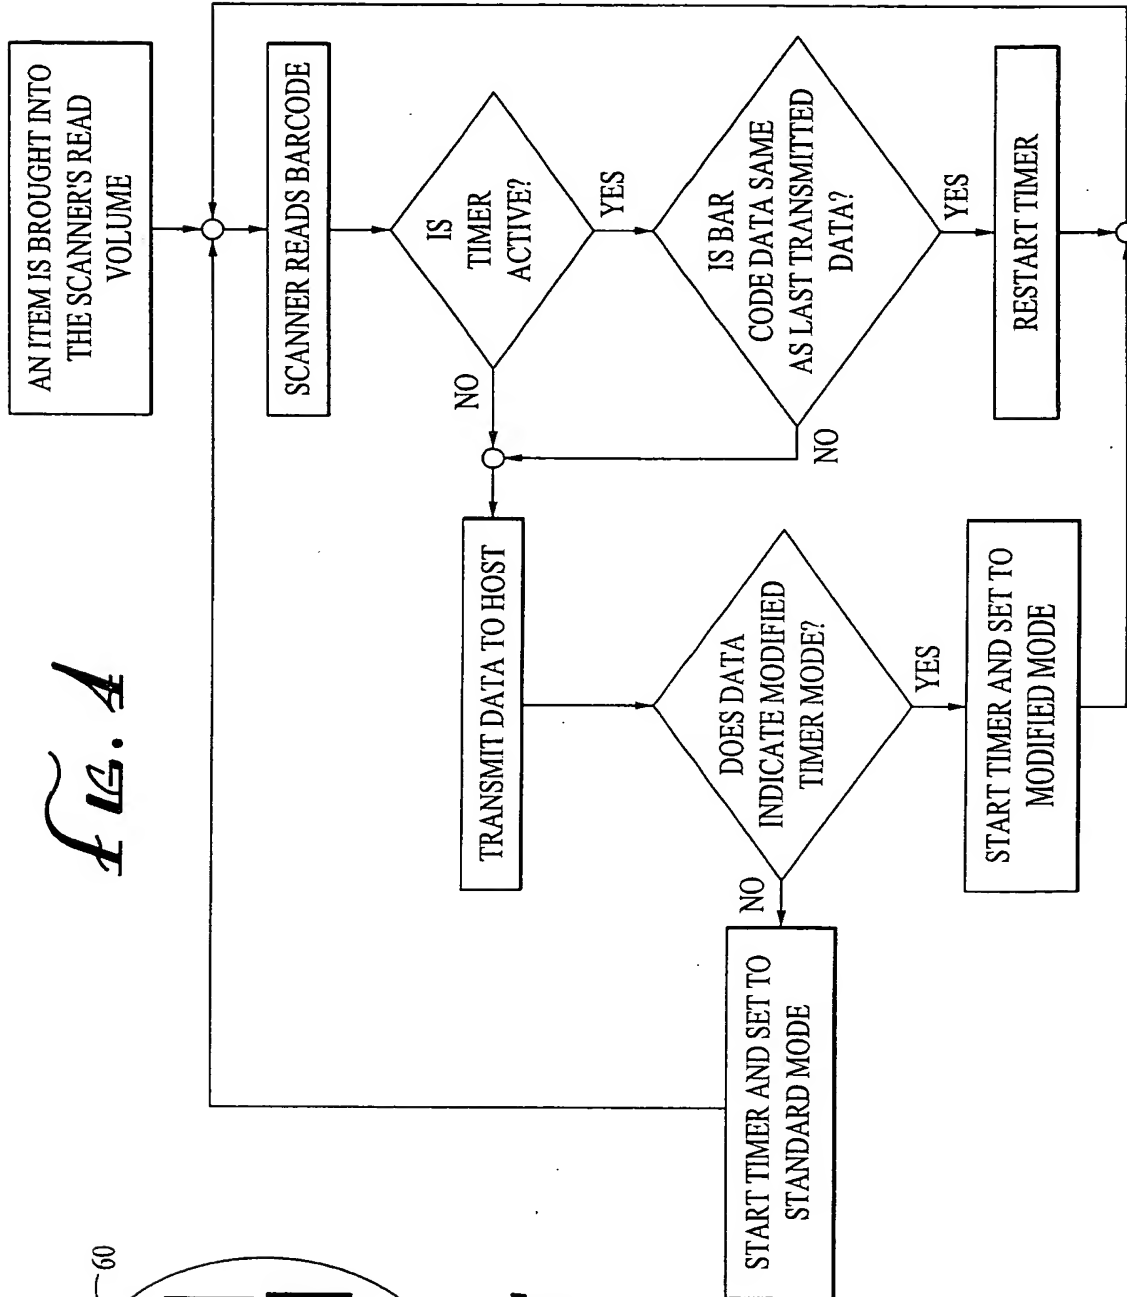 AN ITEM IS BROUGHT INTO
THE SCANNER'S READ
VOLUME
SCANNER READS BARCODE
IS
TIMER
ACTIVE?
YES
NO
IS BAR
CODE DATA SAME
AS LAST TRANSMITTED
DATA?
YES
NO
RESTART TIMER
TRANSMIT DATA TO HOST
DOES DATA
INDICATE MODIFIED
TIMER MODE?
YES
NO
START TIMER AND SET TO
MODIFIED MODE
START TIMER AND SET TO
STANDARD MODE
FIG. 4
60